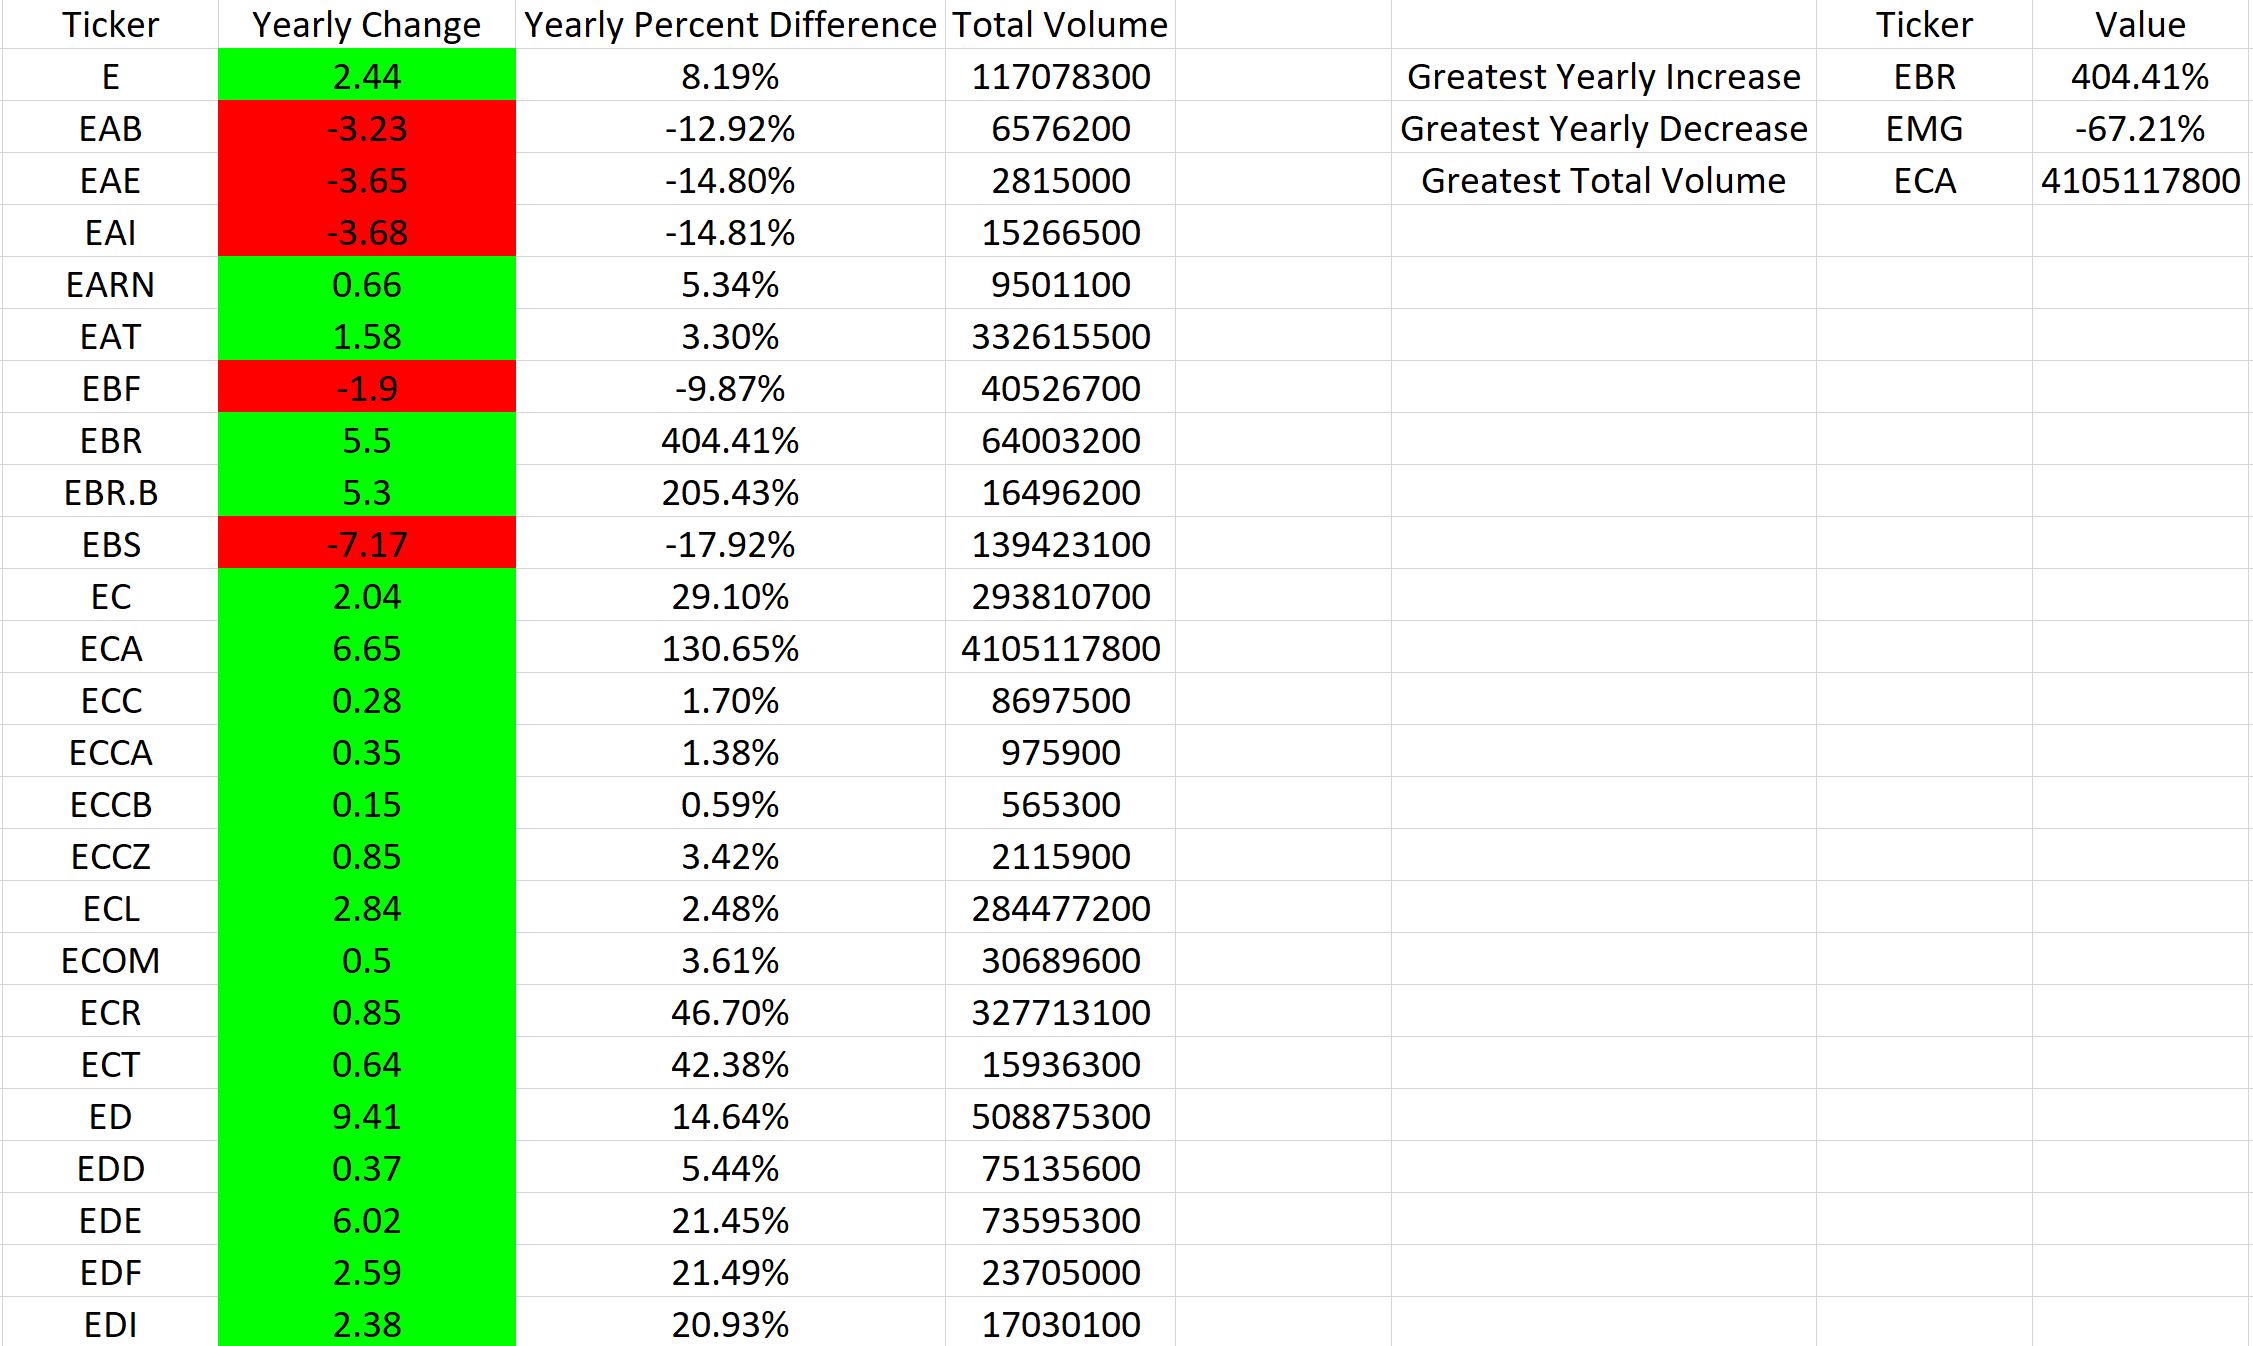 Ticker Yearly Change Yearly Percent Difference Total Volume Ticker Value
E 2.44 8.19% 117078300 Greatest Yearly Increase EBR 404.41%
EAB -3.23 -12.92% 6576200 Greatest Yearly Decrease EMG -67.21%
EAE -3.65 -14.80% 2815000 Greatest Total Volume ECA 4105117800
EAI -3.68 -14.81% 15266500
EARN 0.66 5.34% 9501100
EAT 1.58 3.30% 332615500
EBF -1.9 -9.87% 40526700
EBR 5.5 404.41% 64003200
EBR.B 5.3 205.43% 16496200
EBS -7.17 -17.92% 139423100
EC 2.04 29.10% 293810700
ECA 6.65 130.65% 4105117800
ECC 0.28 1.70% 8697500
ECCA 0.35 1.38% 975900
ECCB 0.15 0.59% 565300
ECCZ 0.85 3.42% 2115900
ECL 2.84 2.48% 284477200
ECOM 0.5 3.61% 30689600
ECR 0.85 46.70% 327713100
ECT 0.64 42.38% 15936300
ED 9.41 14.64% 508875300
EDD 0.37 5.44% 75135600
EDE 6.02 21.45% 73595300
EDF 2.59 21.49% 23705000
EDI 2.38 20.93% 17030100